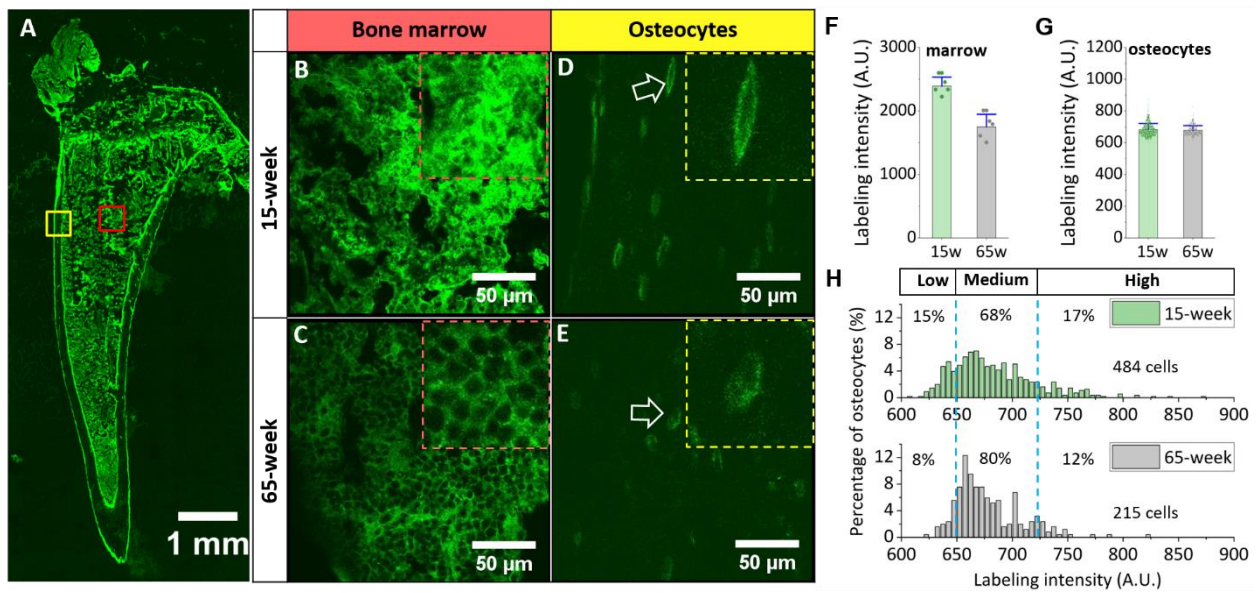 A
1 mm
Bone marrow
Osteocytes
15-week
65-week
B
50 µm
D
50 µm
C
50 µm
E
50 µm
F
marrow
Labeling intensity (A.U.)
3000
2000
1000
0
15w 65w
G
osteocytes
Labeling intensity (A.U.)
1200
1000
800
600
400
200
0
15w 65w
H
Low Medium High
Percentage of osteocytes (%)
12
8
4
0
15% 68% 17%
15-week
484 cells
600 650 700 750 800 850 900
12
8
4
0
8% 80% 12%
65-week
215 cells
600 650 700 750 800 850 900
Labeling intensity (A.U.)